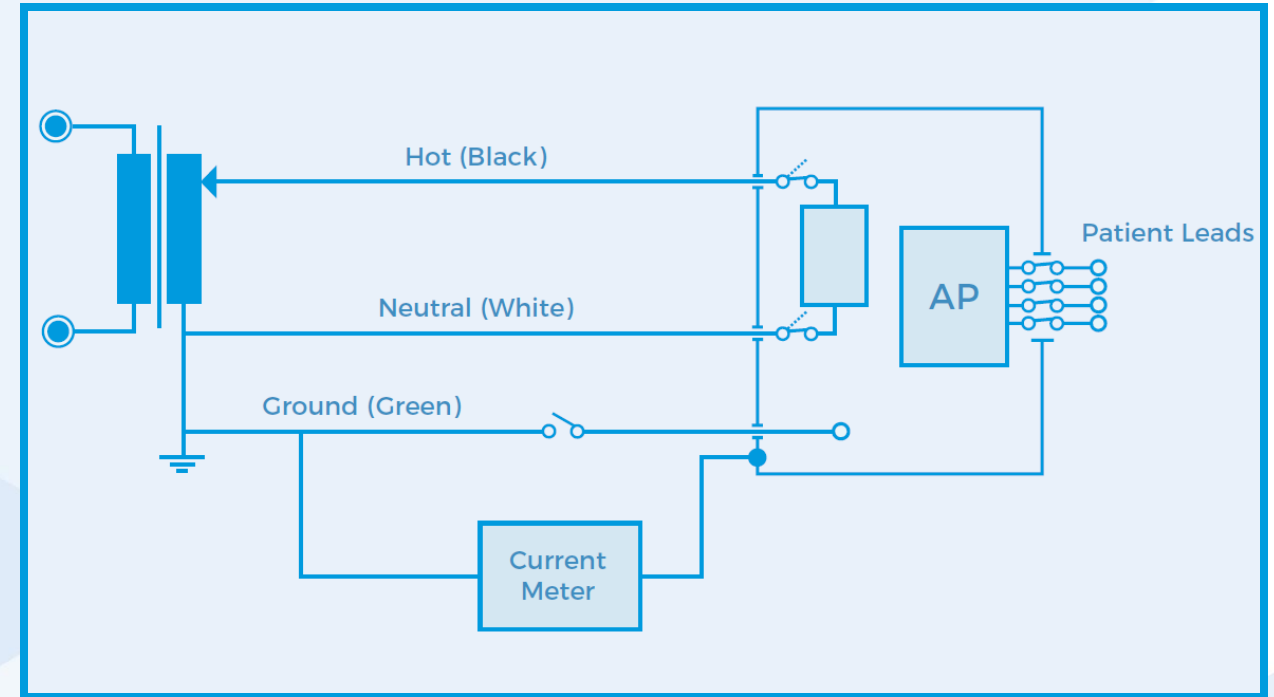 Hot (Black)
Patient Leads
AP
Neutral (White)
Ground (Green)
Current
Meter